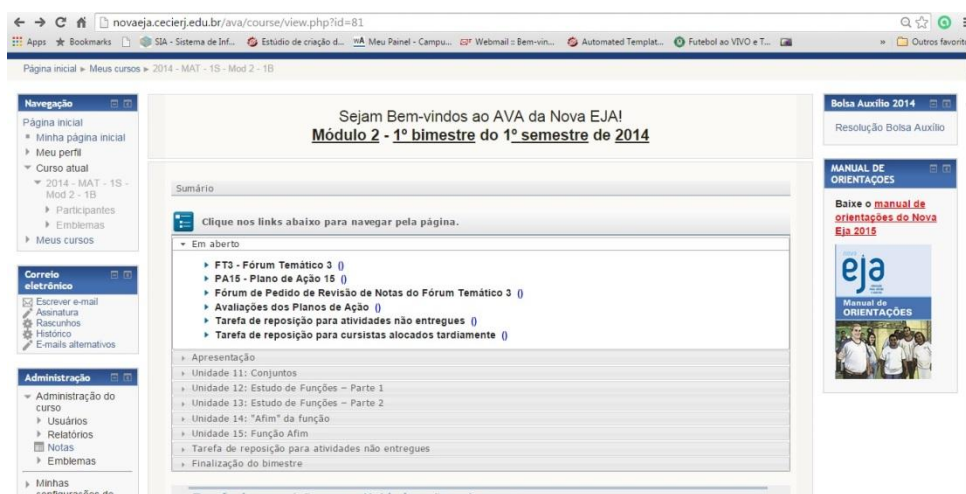 novaeja.cecierj.edu.br/ava/course/view.php?id=81
Apps Bookmarks SIA - Sistema de Inf... Estúdio de criação d... Meu Painel - Campu... Webmail :: Bem-vin... Automated Templat... Futebol ao VIVO e T... » Outros favorit
Página inicial ► Meus cursos ► 2014 - MAT - 1S - Mod 2 - 1B
Navegação
Página inicial
Minha página inicial
Meu perfil
Curso atual
2014 - MAT - 1S -
Mod 2 - 1B
Participantes
Emblemas
Meus cursos
Correio
eletrônico
Escrever e-mail
Assinatura
Rascunhos
Histórico
E-mails alternativos
Administração
Administração do
curso
Usuários
Relatórios
Notas
Emblemas
Minhas
configurações do
Sejam Bem-vindos ao AVA da Nova EJA!
Módulo 2 - 1º bimestre do 1º semestre de 2014
Sumário
Clique nos links abaixo para navegar pela página.
Em aberto
FT3 - Fórum Temático 3 ()
PA15 - Plano de Ação 15 ()
Fórum de Pedido de Revisão de Notas do Fórum Temático 3 ()
Avaliações dos Planos de Ação ()
Tarefa de reposição para atividades não entregues ()
Tarefa de reposição para cursistas alocados tardiamente ()
Apresentação
Unidade 11: Conjuntos
Unidade 12: Estudo de Funções – Parte 1
Unidade 13: Estudo de Funções – Parte 2
Unidade 14: "Afim" da função
Unidade 15: Função Afim
Tarefa de reposição para atividades não entregues
Finalização do bimestre
Bolsa Auxílio 2014
Resolução Bolsa Auxílio
MANUAL DE
ORIENTAÇOES
Baixe o manual de
orientações do Nova
Eja 2015
eja
Manual de
ORIENTAÇÕES